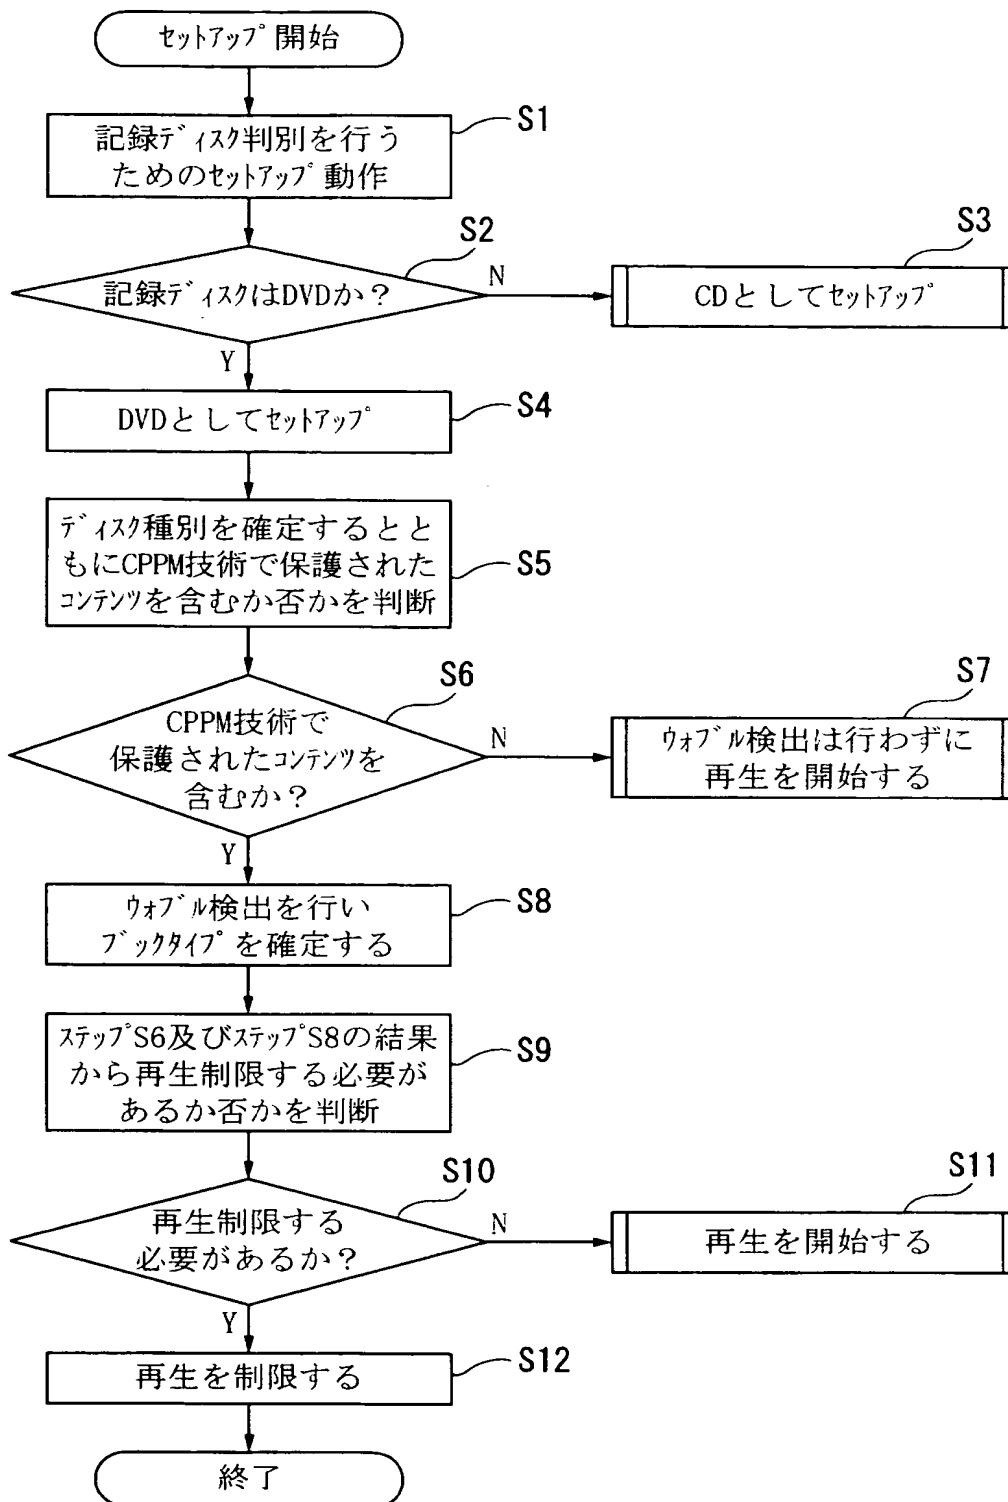 ｾｯﾄｱｯﾌﾟ開始
S1
記録ﾃﾞｨｽｸ判別を行う
ためのｾｯﾄｱｯﾌﾟ動作
S2
記録ﾃﾞｨｽｸはDVDか？
N
S3
CDとしてｾｯﾄｱｯﾌﾟ
Y
DVDとしてｾｯﾄｱｯﾌﾟ
S4
ﾃﾞｨｽｸ種別を確定するとと
もにCPPM技術で保護された
ｺﾝﾃﾝﾂを含むか否かを判断
S5
S6
CPPM技術で
保護されたｺﾝﾃﾝﾂを
含むか？
N
S7
ｳｫﾌﾞﾙ検出は行わずに
再生を開始する
Y
ｳｫﾌﾞﾙ検出を行い
ﾌﾞｯｸﾀｲﾌﾟを確定する
S8
ｽﾃｯﾌﾟS6及びｽﾃｯﾌﾟS8の結果
から再生制限する必要が
あるか否かを判断
S9
S10
再生制限する
必要があるか？
N
S11
再生を開始する
Y
再生を制限する
S12
終了